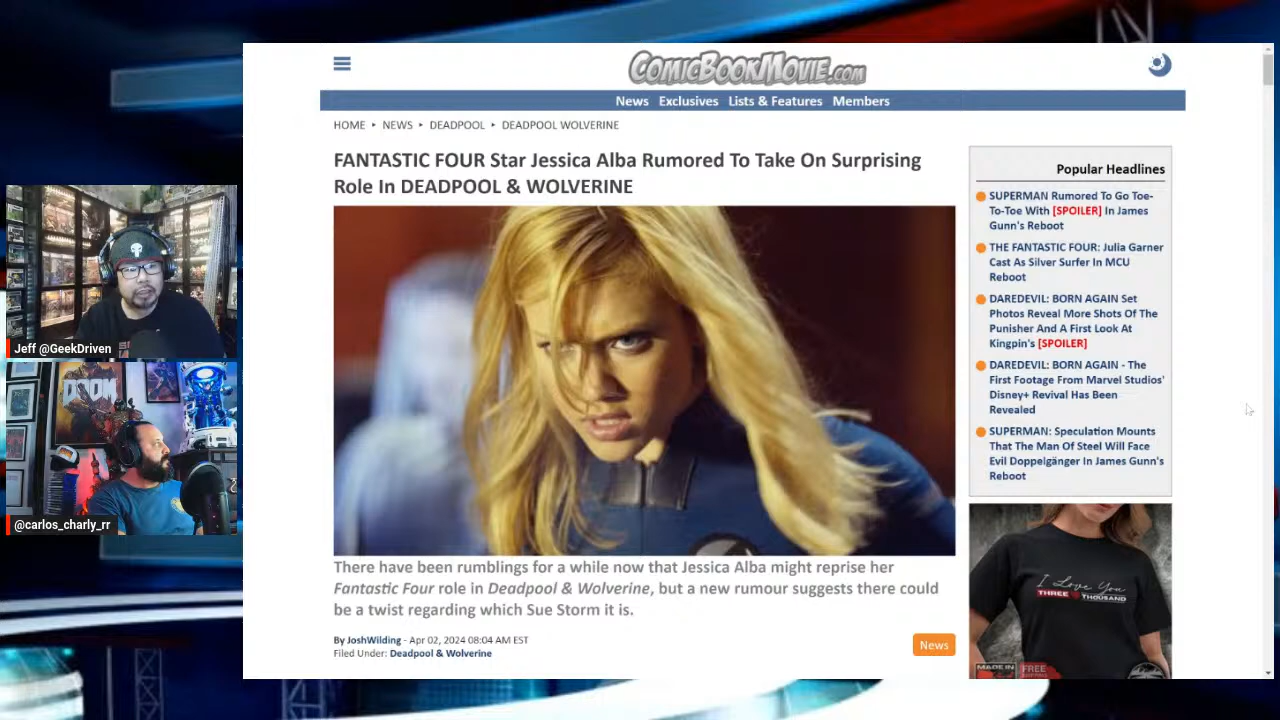 COMICBOOKMOVIE.COM
News Exclusives Lists & Features Members
HOME ▸ NEWS ▸ DEADPOOL ▸ DEADPOOL WOLVERINE
FANTASTIC FOUR Star Jessica Alba Rumored To Take On Surprising
Role In DEADPOOL & WOLVERINE
There have been rumblings for a while now that Jessica Alba might reprise her
Fantastic Four role in Deadpool & Wolverine, but a new rumour suggests there could
be a twist regarding which Sue Storm it is.
By JoshWilding - Apr 02, 2024 08:04 AM EST
Filed Under: Deadpool & Wolverine
News
Popular Headlines
SUPERMAN Rumored To Go Toe-
To-Toe With [SPOILER] In James
Gunn's Reboot
THE FANTASTIC FOUR: Julia Garner
Cast As Silver Surfer In MCU
Reboot
DAREDEVIL: BORN AGAIN Set
Photos Reveal More Shots Of The
Punisher And A First Look At
Kingpin's [SPOILER]
DAREDEVIL: BORN AGAIN - The
First Footage From Marvel Studios'
Disney+ Revival Has Been
Revealed
SUPERMAN: Speculation Mounts
That The Man Of Steel Will Face
Evil Doppelgänger In James Gunn's
Reboot
I Love You
THREE THOUSAND
MADE IN
FREE
Jeff @GeekDriven
DOOM
@carlos_charly_rr